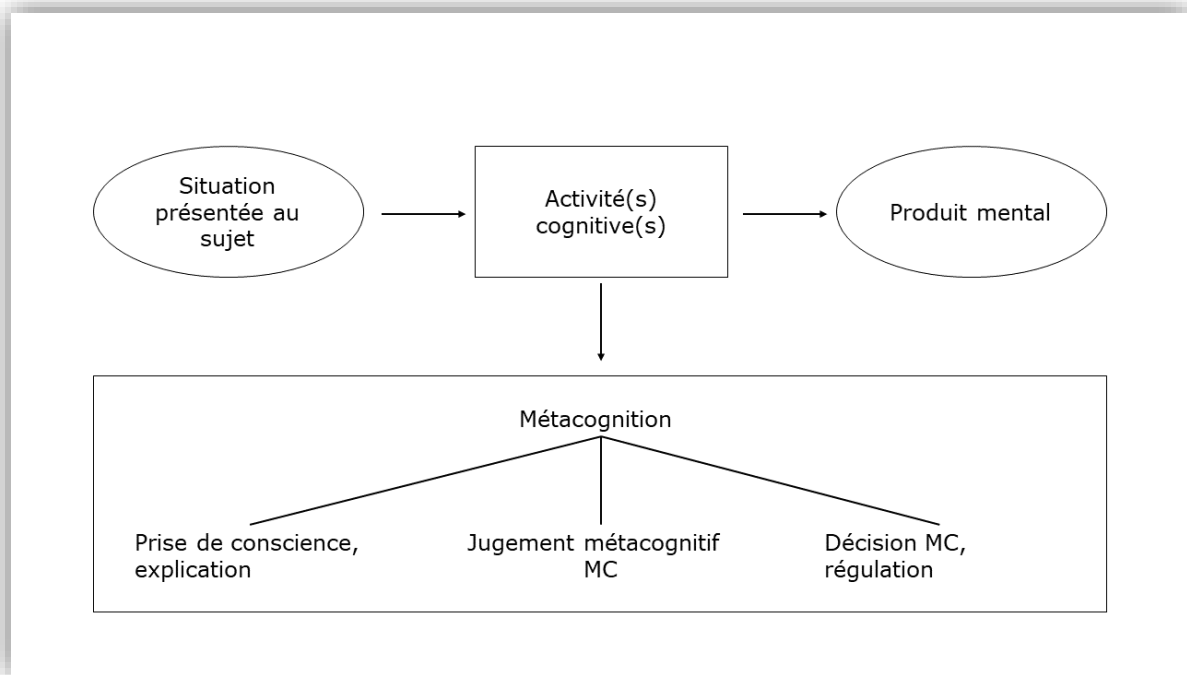 Situation
présentée au
sujet
Activité(s)
cognitive(s)
Produit mental
Métacognition
Prise de conscience,
explication
Jugement métacognitif
MC
Décision MC,
régulation